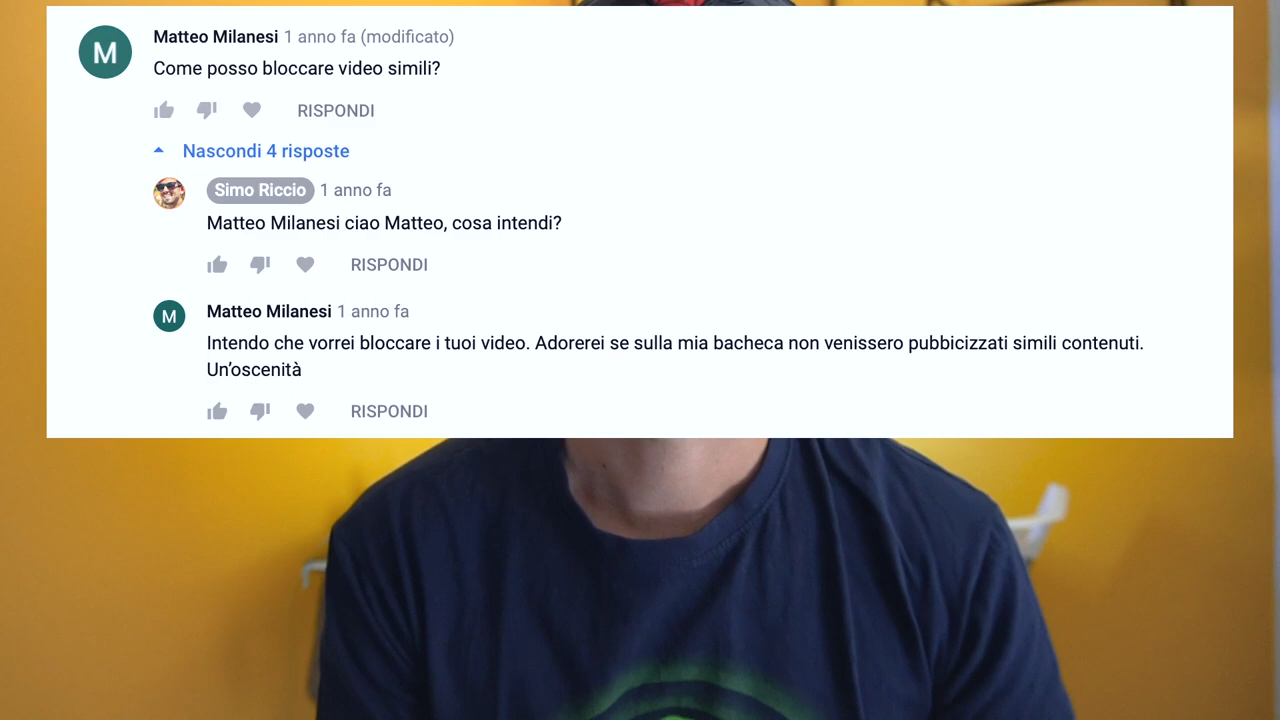 M
Matteo Milanesi 1 anno fa (modificato)
Come posso bloccare video simili?
RISPONDI
Nascondi 4 risposte
Simo Riccio 1 anno fa
Matteo Milanesi ciao Matteo, cosa intendi?
RISPONDI
M
Matteo Milanesi 1 anno fa
Intendo che vorrei bloccare i tuoi video. Adorerei se sulla mia bacheca non venissero pubbicizzati simili contenuti.
Un'oscenità
RISPONDI